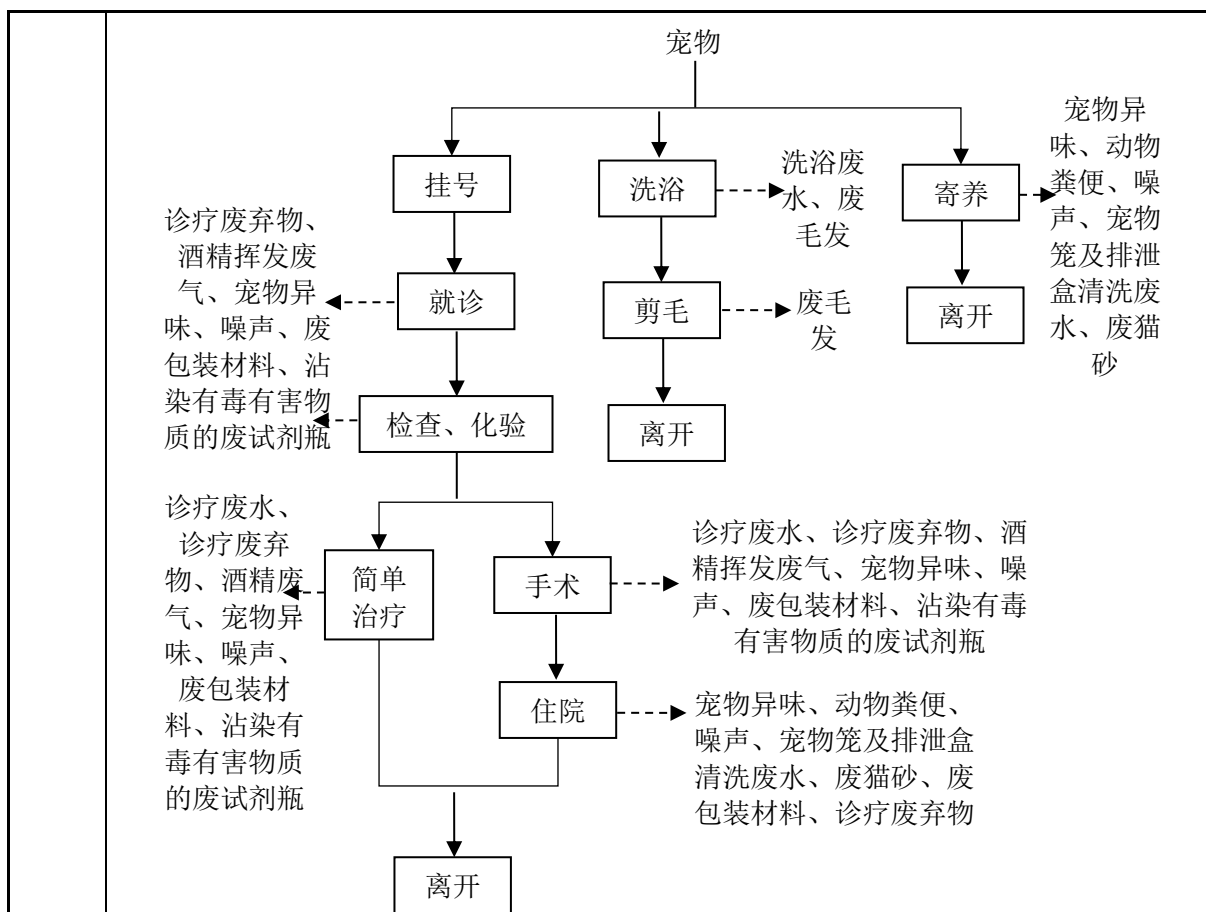 宠物
挂号
洗浴
寄养
洗浴废
水、废
毛发
宠物异
味、动物
粪便、噪
声、宠物
笼及排泄
盒清洗废
水、废猫
砂
诊疗废弃物、
酒精挥发废
气、宠物异
味、噪声、废
包装材料、沾
染有毒有害物
质的废试剂瓶
就诊
剪毛
废毛
发
离开
检查、化验
离开
诊疗废水、
诊疗废弃
物、酒精废
气、宠物异
味、噪声、
废包装材
料、沾染有
毒有害物质
的废试剂瓶
简单
治疗
手术
诊疗废水、诊疗废弃物、酒
精挥发废气、宠物异味、噪
声、废包装材料、沾染有毒
有害物质的废试剂瓶
住院
宠物异味、动物粪便、
噪声、宠物笼及排泄盒
清洗废水、废猫砂、废
包装材料、诊疗废弃物
离开